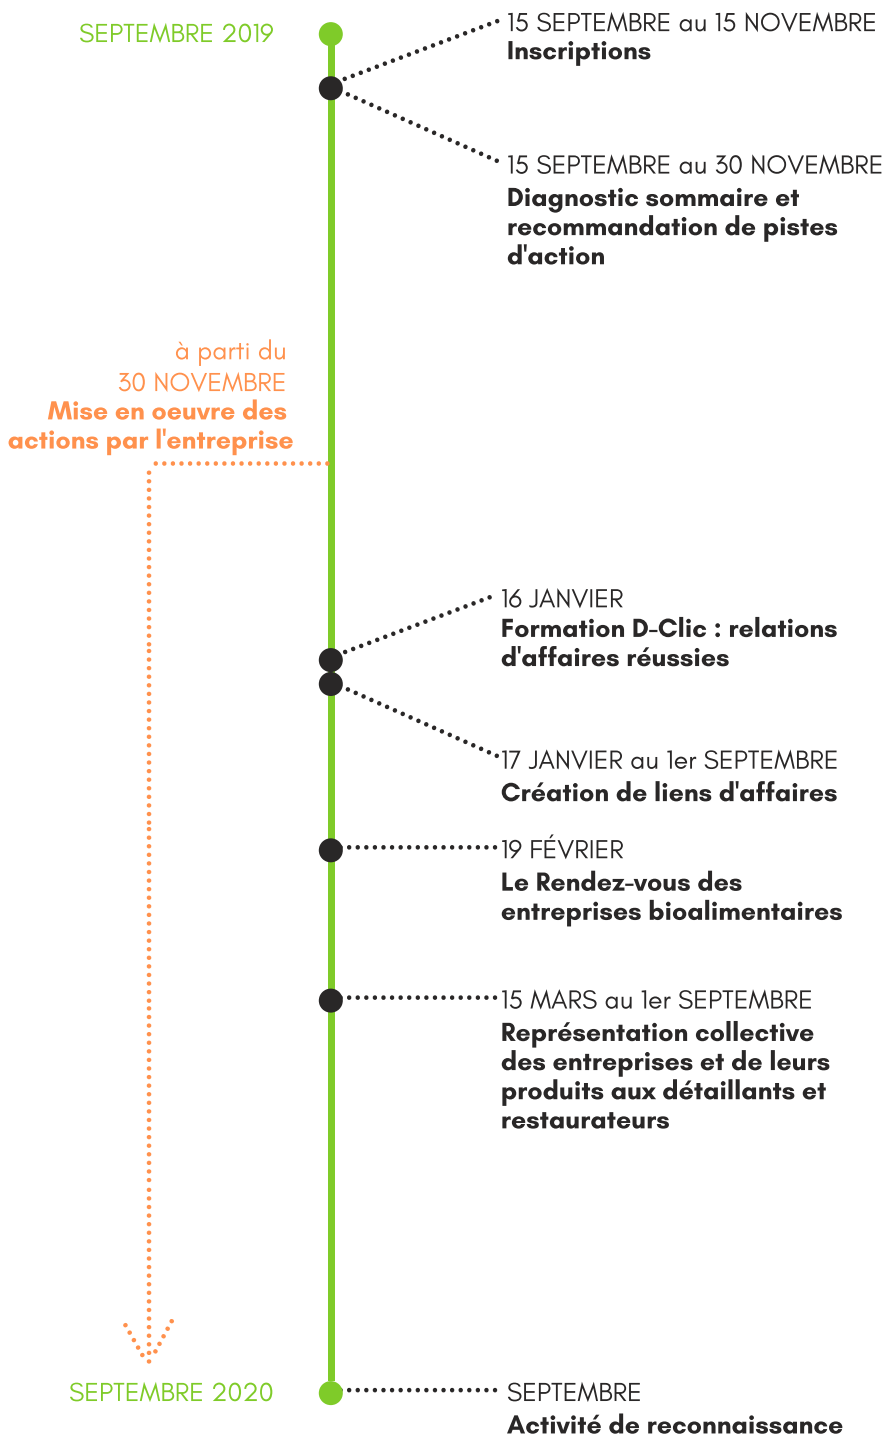 SEPTEMBRE 2019
15 SEPTEMBRE au 15 NOVEMBRE
Inscriptions
15 SEPTEMBRE au 30 NOVEMBRE
Diagnostic sommaire et
recommandation de pistes
d'action
à parti du
30 NOVEMBRE
Mise en oeuvre des
actions par l'entreprise
16 JANVIER
Formation D-Clic : relations
d'affaires réussies
17 JANVIER au 1er SEPTEMBRE
Création de liens d'affaires
19 FÉVRIER
Le Rendez-vous des
entreprises bioalimentaires
15 MARS au 1er SEPTEMBRE
Représentation collective
des entreprises et de leurs
produits aux détaillants et
restaurateurs
SEPTEMBRE 2020
SEPTEMBRE
Activité de reconnaissance